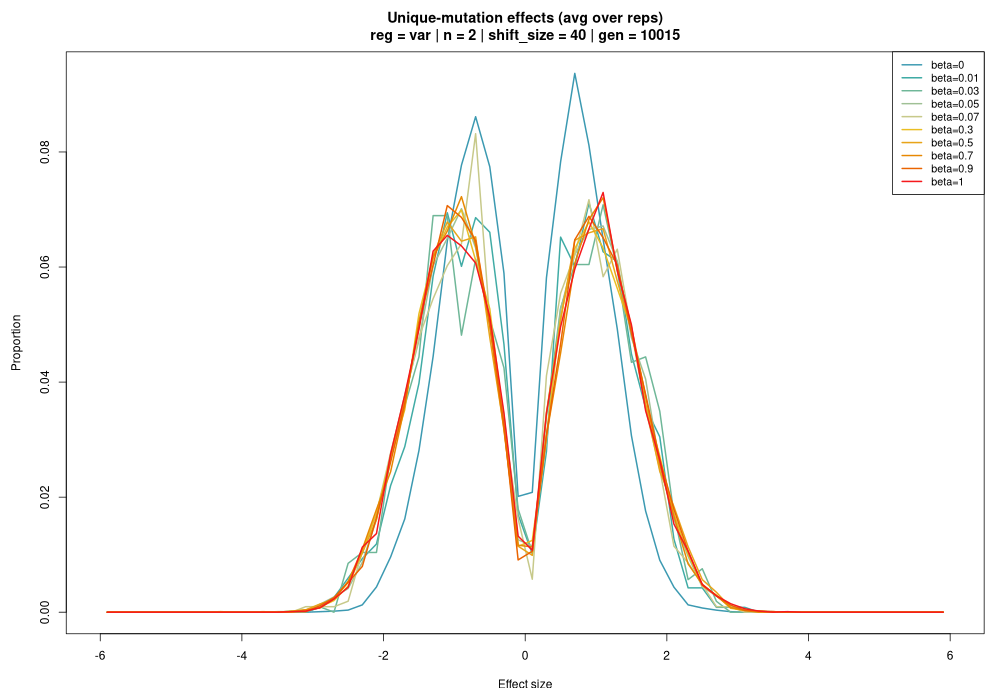 Unique-mutation effects (avg over reps)
reg = var | n = 2 | shift_size = 40 | gen = 10015
beta=0
beta=0.01
beta=0.03
beta=0.05
beta=0.07
beta=0.3
beta=0.5
beta=0.7
beta=0.9
beta=1
Proportion
0.08
0.06
0.04
0.02
0.00
-6 -4 -2 0 2 4 6
Effect size